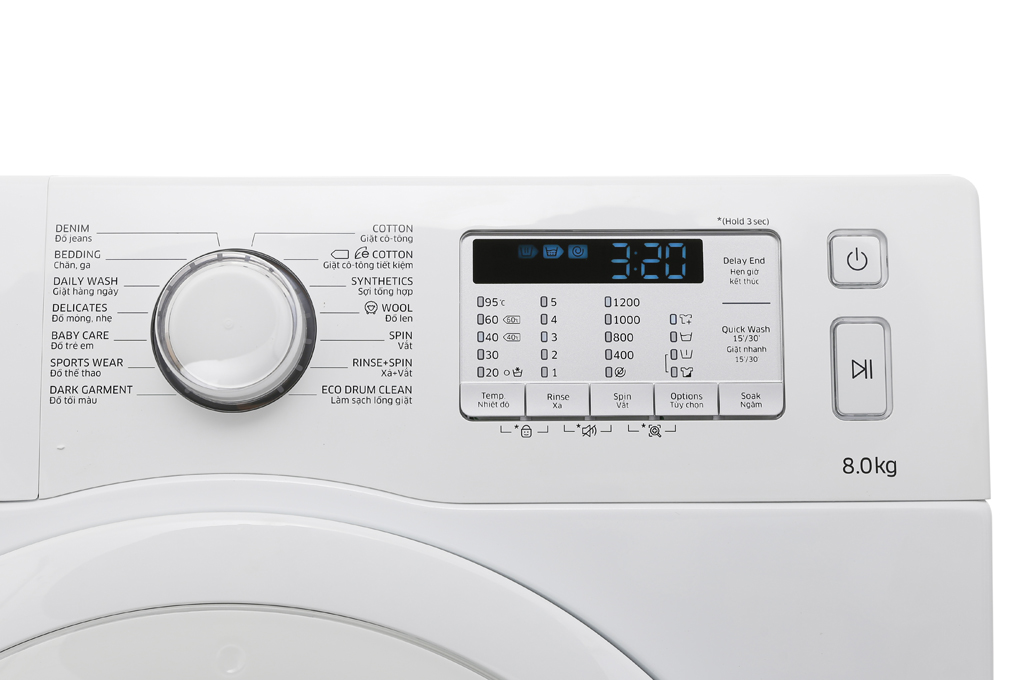 DENIM
Đồ jeans
BEDDING
Chăn, ga
DAILY WASH
Giặt hàng ngày
DELICATES
Đồ mỏng, nhẹ
BABY CARE
Đồ trẻ em
SPORTS WEAR
Đồ thể thao
DARK GARMENT
Đồ tối màu
COTTON
Giặt cô-tông
COTTON
Giặt cô-tông tiết kiệm
SYNTHETICS
Sợi tổng hợp
WOOL
Đồ len
SPIN
Vắt
RINSE+SPIN
Xả+Vắt
ECO DRUM CLEAN
Làm sạch lồng giặt
*(Hold 3 sec)
3:20
Delay End
Hẹn giờ
kết thúc
Quick Wash
15'/30'
Giặt nhanh
15'/30'
95°c 5 1200
60 60 4 1000
40 40 3 800
30 2 400
20 1
Temp.
Nhiệt độ
Rinse
Xả
Spin
Vắt
Options
Tùy chọn
Soak
Ngâm
* * *
8.0kg